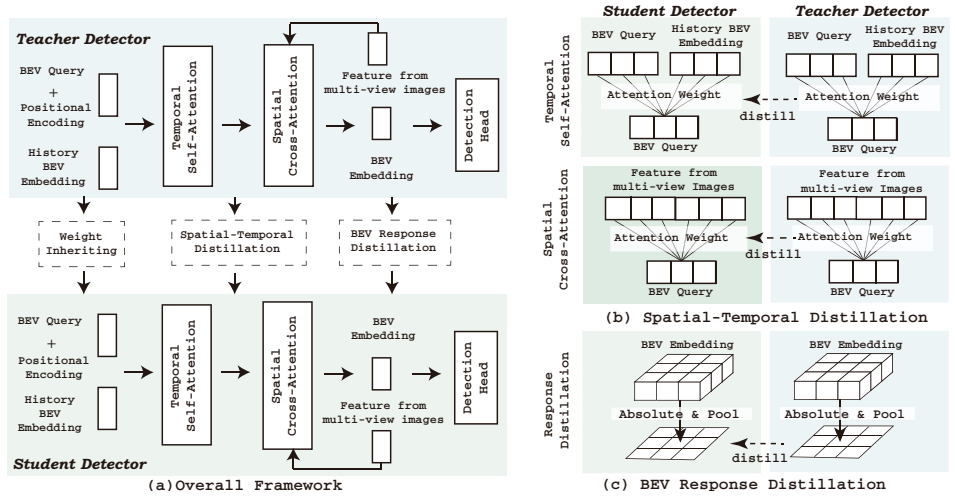 Teacher Detector
BEV Query
+
Positional
Encoding
History
BEV
Embedding
Temporal
Self-Attention
Spatial
Cross-Attention
Feature from
multi-view images
BEV
Embedding
Detection
Head
Weight
Inheriting
Spatial-Temporal
Distillation
BEV Response
Distillation
BEV Query
+
Positional
Encoding
History
BEV
Embedding
Temporal
Self-Attention
Spatial
Cross-Attention
BEV
Embedding
Feature from
multi-view images
Detection
Head
Student Detector
(a)Overall Framework
Student Detector
Teacher Detector
Temporal
Self-Attention
BEV Query
History BEV
Embedding
Attention Weight
BEV Query
distill
BEV Query
History BEV
Embedding
Attention Weight
BEV Query
Spatial
Cross-Attention
Feature from
multi-view Images
Attention Weight
BEV Query
distill
Feature from
multi-view Images
Attention Weight
BEV Query
(b) Spatial-Temporal Distillation
Response
Distillation
BEV Embedding
Absolute & Pool
distill
BEV Embedding
Absolute & Pool
(c) BEV Response Distillation